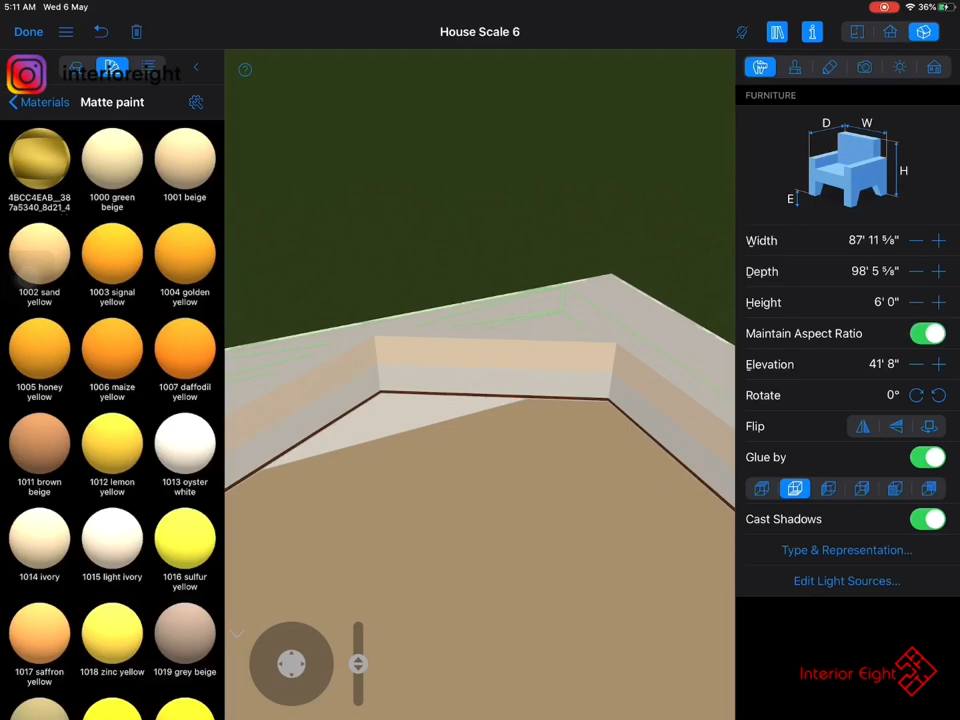 5:11 AM Wed 6 May
36%
Done
House Scale 6
interioreight
Materials
Matte paint
4BCC4EAB__38
7a5340_8d21_4
1000 green
beige
1001 beige
1002 sand
yellow
1003 signal
yellow
1004 golden
yellow
1005 honey
yellow
1006 maize
yellow
1007 daffodil
yellow
1011 brown
beige
1012 lemon
yellow
1013 oyster
white
1014 ivory
1015 light ivory
1016 sulfur
yellow
1017 saffron
yellow
1018 zinc yellow
1019 grey beige
FURNITURE
D
W
H
E
Width
87' 11 ⅝"
Depth
98' 5 ⅝"
Height
6' 0"
Maintain Aspect Ratio
Elevation
41' 8"
Rotate
0°
Flip
Glue by
Cast Shadows
Type & Representation...
Edit Light Sources...
Interior Eight